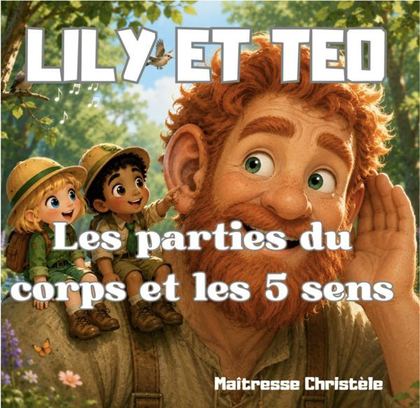 LILY ET TEO
Les parties du
corps et les 5 sens
Maîtresse Christèle